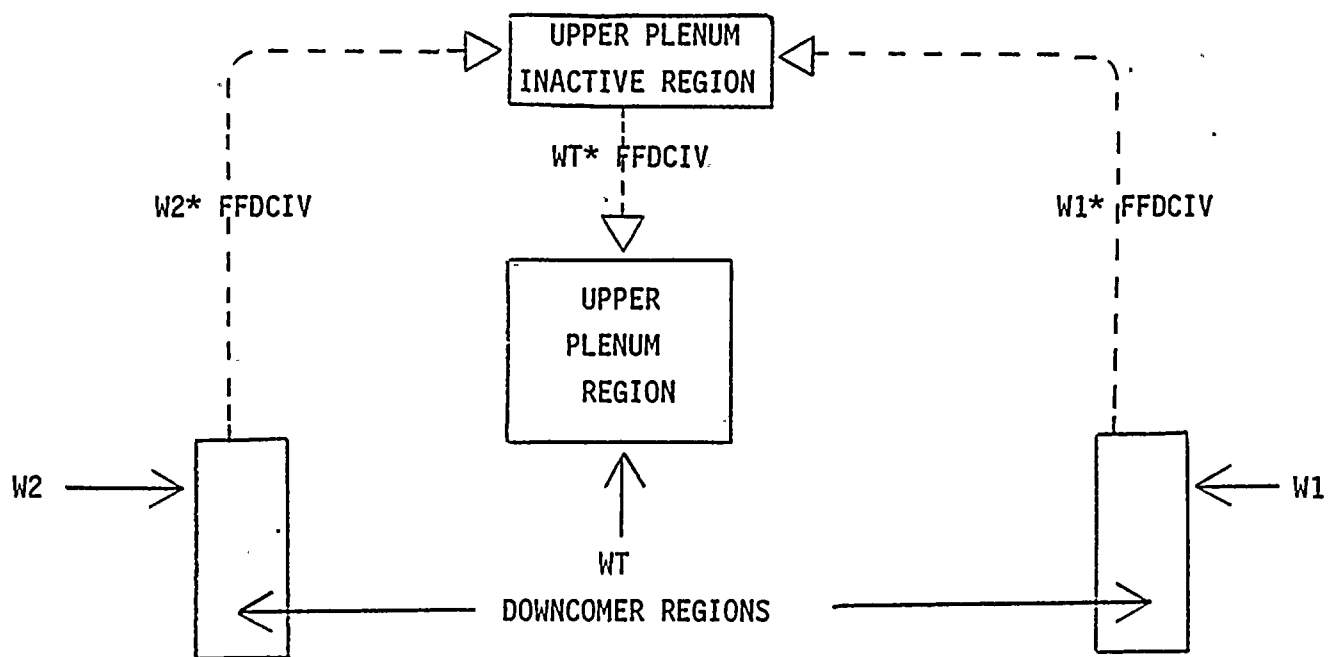 UPPER PLENUM
INACTIVE REGION
WT* FFDCIV
W2* FFDCIV
W1* FFDCIV
UPPER
PLENUM
REGION
W2
W1
WT
DOWNCOMER REGIONS